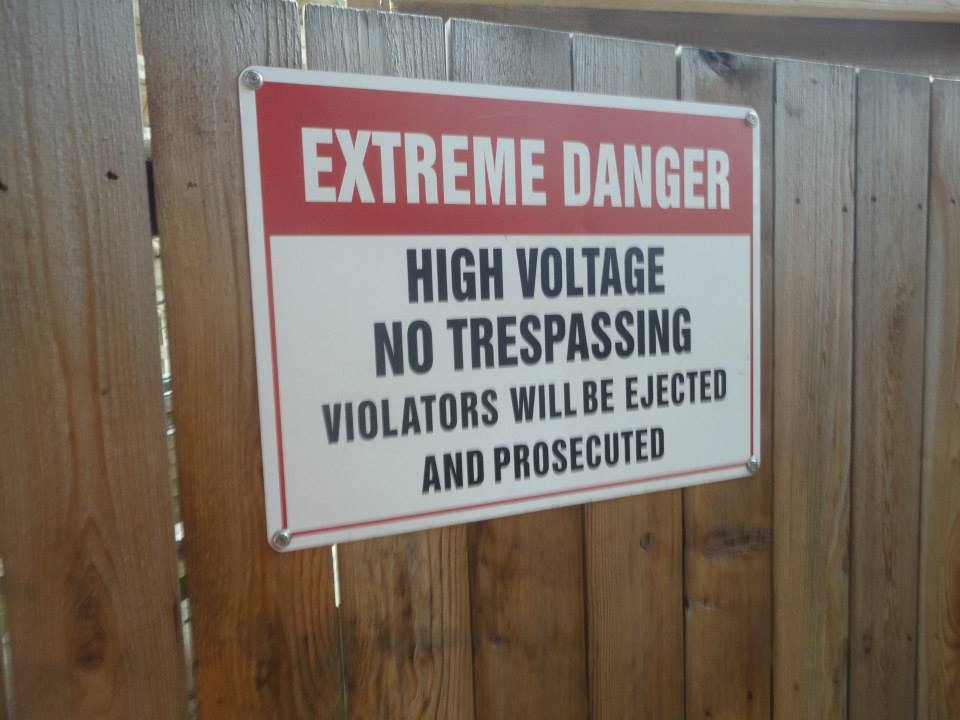 EXTREME DANGER
HIGH VOLTAGE
NO TRESPASSING
VIOLATORS WILL BE EJECTED
AND PROSECUTED